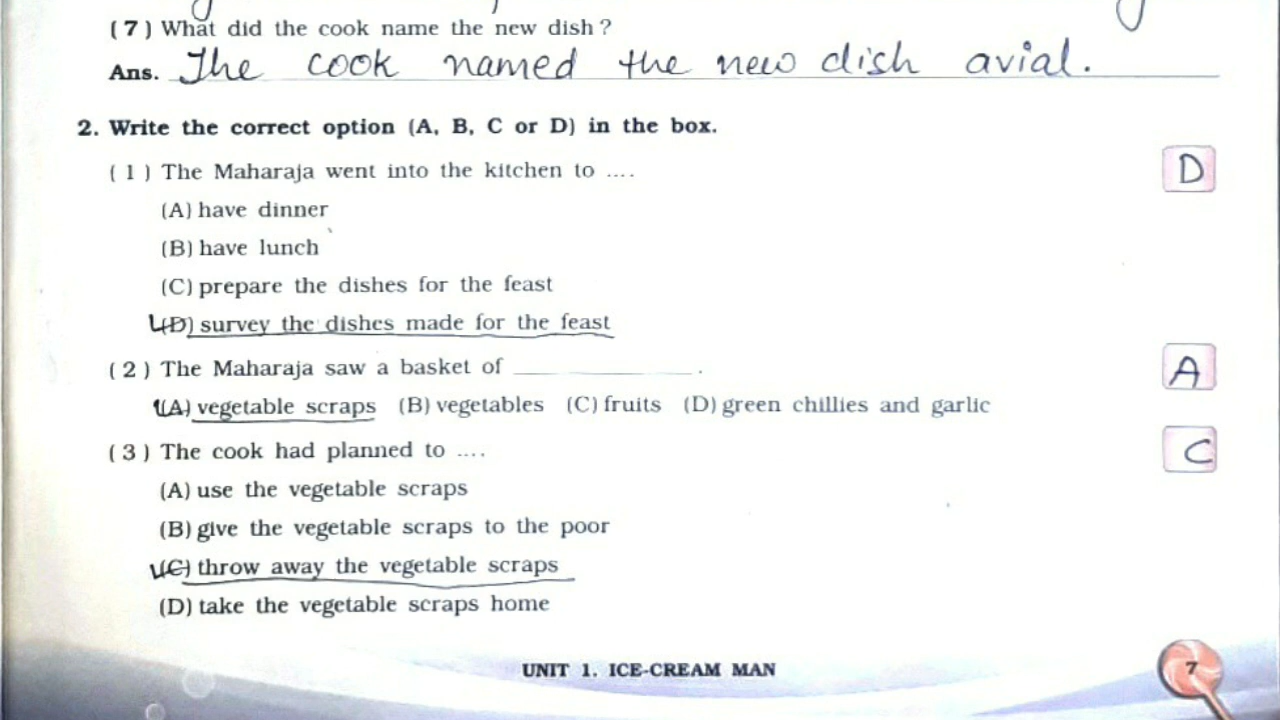 (7) What did the cook name the new dish?
Ans. The cook named the new dish avial.
2. Write the correct option (A, B, C or D) in the box.
(1) The Maharaja went into the kitchen to .... D
(A) have dinner
(B) have lunch
(C) prepare the dishes for the feast
(D) survey the dishes made for the feast
(2) The Maharaja saw a basket of ____________ . A
(A) vegetable scraps (B) vegetables (C) fruits (D) green chillies and garlic
(3) The cook had planned to .... C
(A) use the vegetable scraps
(B) give the vegetable scraps to the poor
(C) throw away the vegetable scraps
(D) take the vegetable scraps home
UNIT 1. ICE-CREAM MAN 7